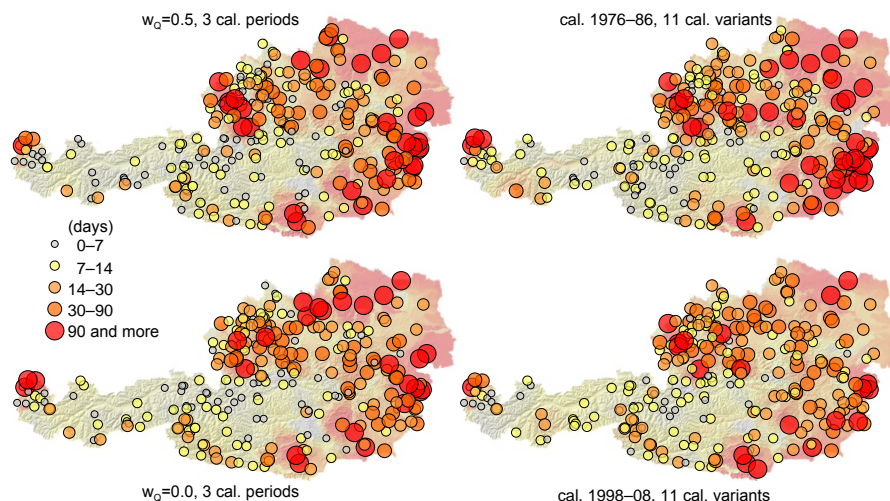 w_Q=0.5, 3 cal. periods
cal. 1976–86, 11 cal. variants
(days)
0–7
7–14
14–30
30–90
90 and more
w_Q=0.0, 3 cal. periods
cal. 1998–08, 11 cal. variants